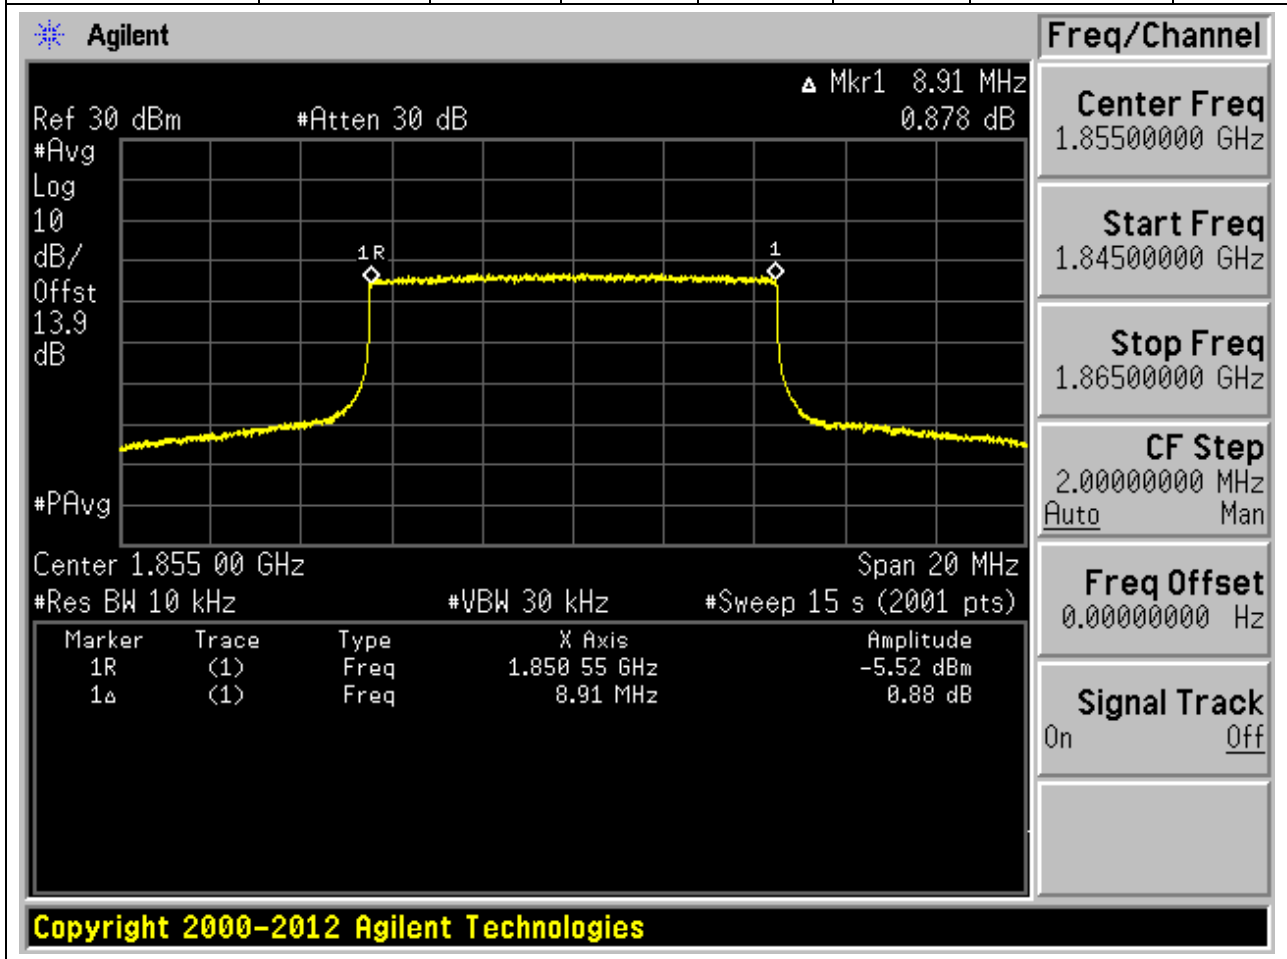 Agilent
Freq/Channel
▵ Mkr1 8.91 MHz
Ref 30 dBm #Atten 30 dB 0.878 dB
#Avg
Log
10
dB/
Offst
13.9
dB
1R
1
#PAvg
Center 1.855 00 GHz Span 20 MHz
#Res BW 10 kHz #VBW 30 kHz #Sweep 15 s (2001 pts)
Marker Trace Type X Axis Amplitude
1R (1) Freq 1.850 55 GHz -5.52 dBm
1▵ (1) Freq 8.91 MHz 0.88 dB
Center Freq
1.85500000 GHz
Start Freq
1.84500000 GHz
Stop Freq
1.86500000 GHz
CF Step
2.00000000 MHz
Auto Man
Freq Offset
0.00000000 Hz
Signal Track
On Off
Copyright 2000-2012 Agilent Technologies